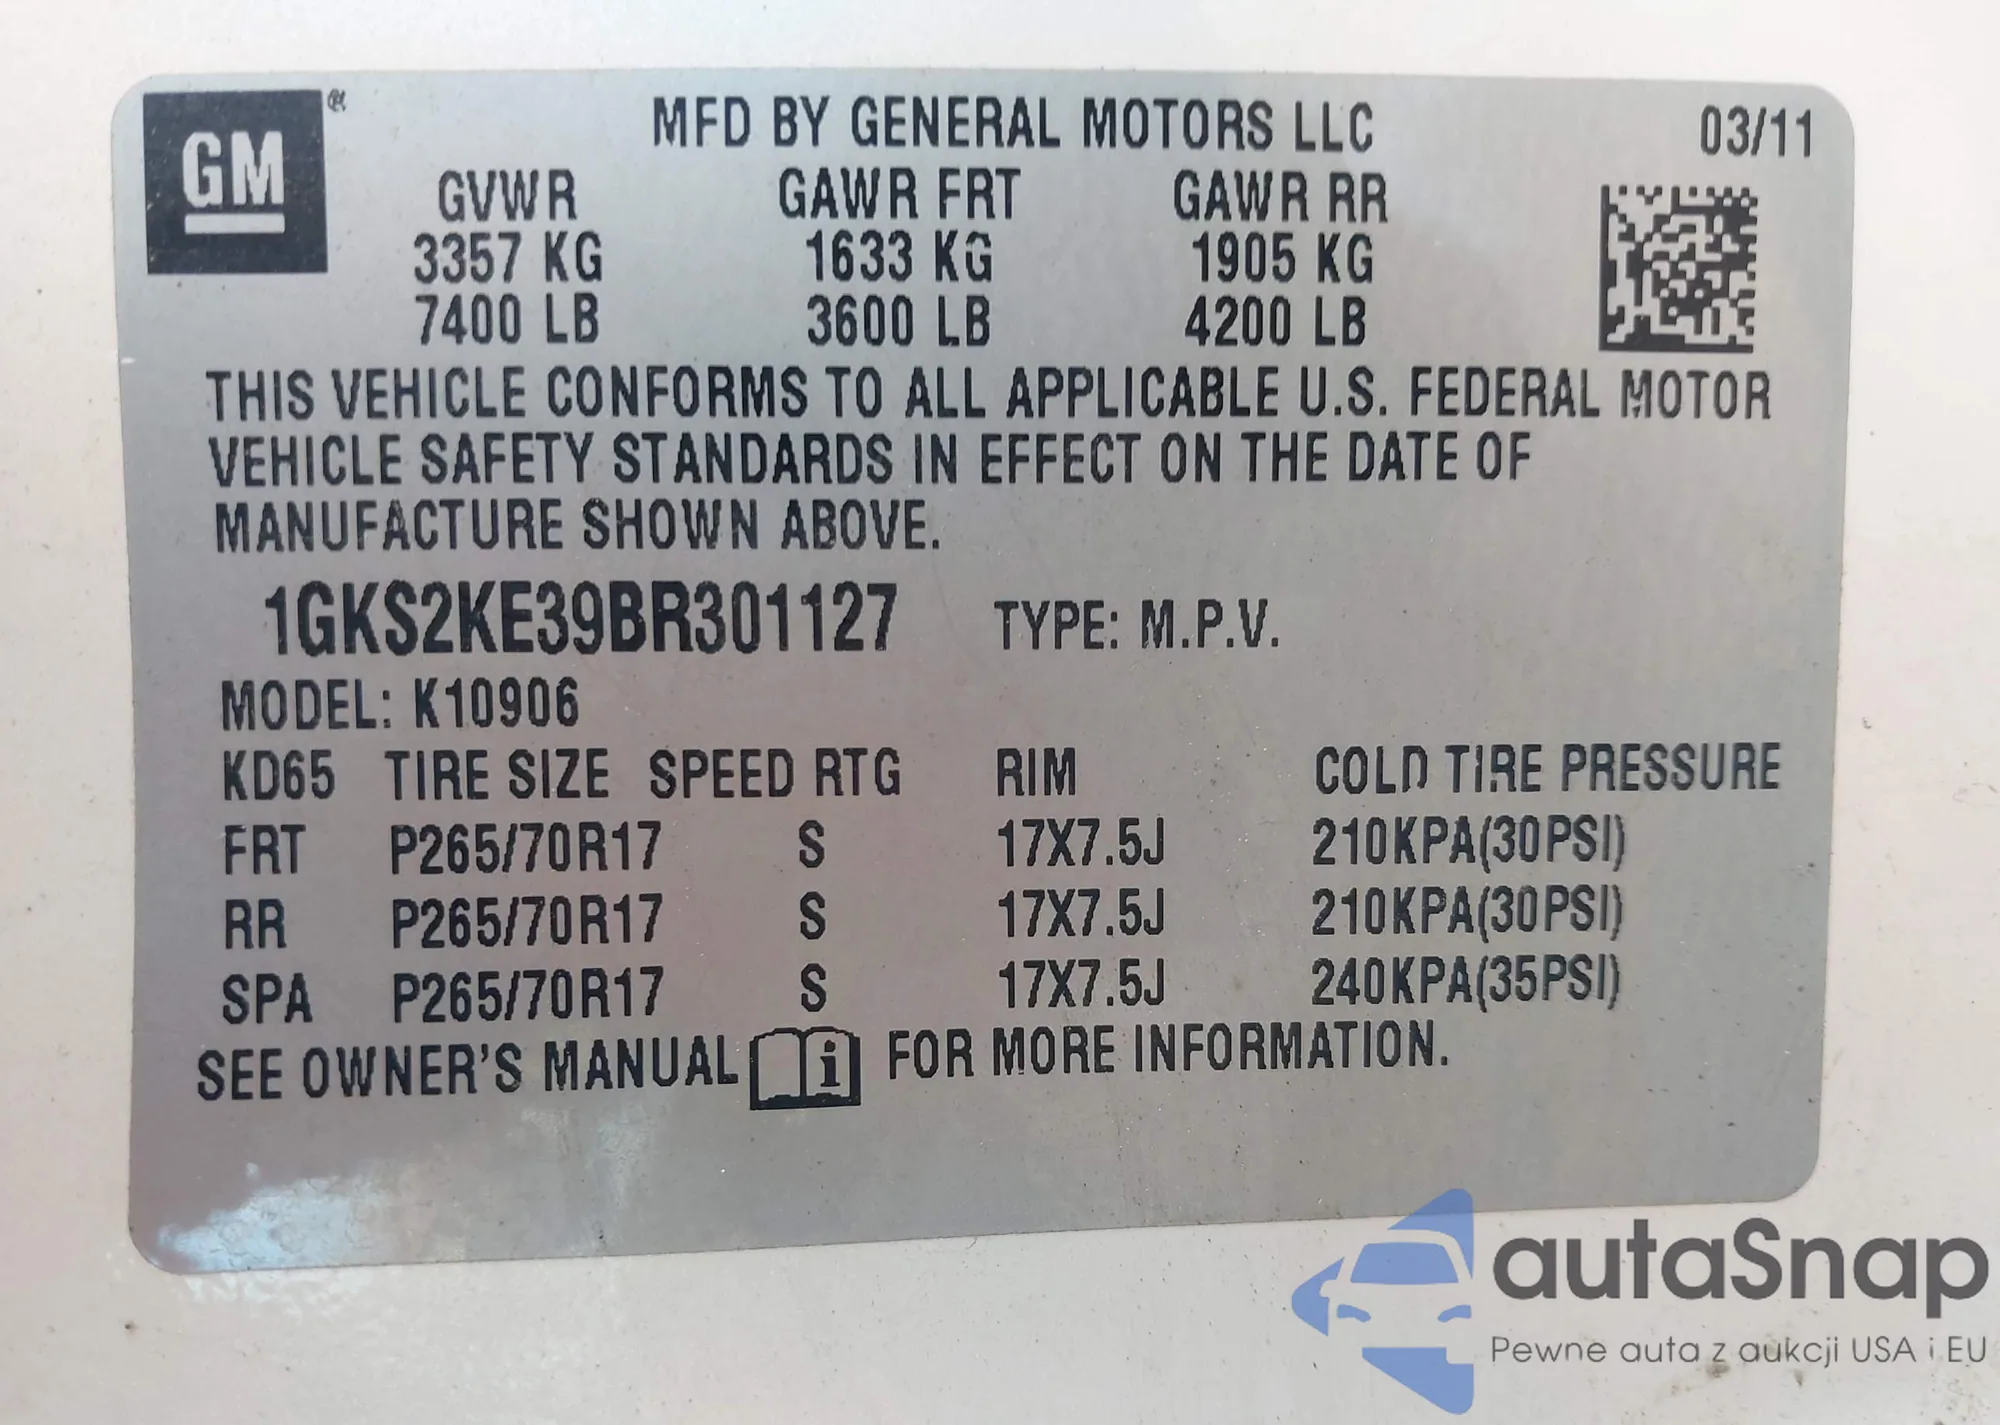 GM ®
MFD BY GENERAL MOTORS LLC 03/11
GVWR GAWR FRT GAWR RR
3357 KG 1633 KG 1905 KG
7400 LB 3600 LB 4200 LB
THIS VEHICLE CONFORMS TO ALL APPLICABLE U.S. FEDERAL MOTOR
VEHICLE SAFETY STANDARDS IN EFFECT ON THE DATE OF
MANUFACTURE SHOWN ABOVE.
1GKS2KE39BR301127 TYPE: M.P.V.
MODEL: K10906
KD65 TIRE SIZE SPEED RTG RIM COLD TIRE PRESSURE
FRT P265/70R17 S 17X7.5J 210KPA(30PSI)
RR P265/70R17 S 17X7.5J 210KPA(30PSI)
SPA P265/70R17 S 17X7.5J 240KPA(35PSI)
SEE OWNER'S MANUAL i FOR MORE INFORMATION.
autaSnap
Pewne auta z aukcji USA i EU